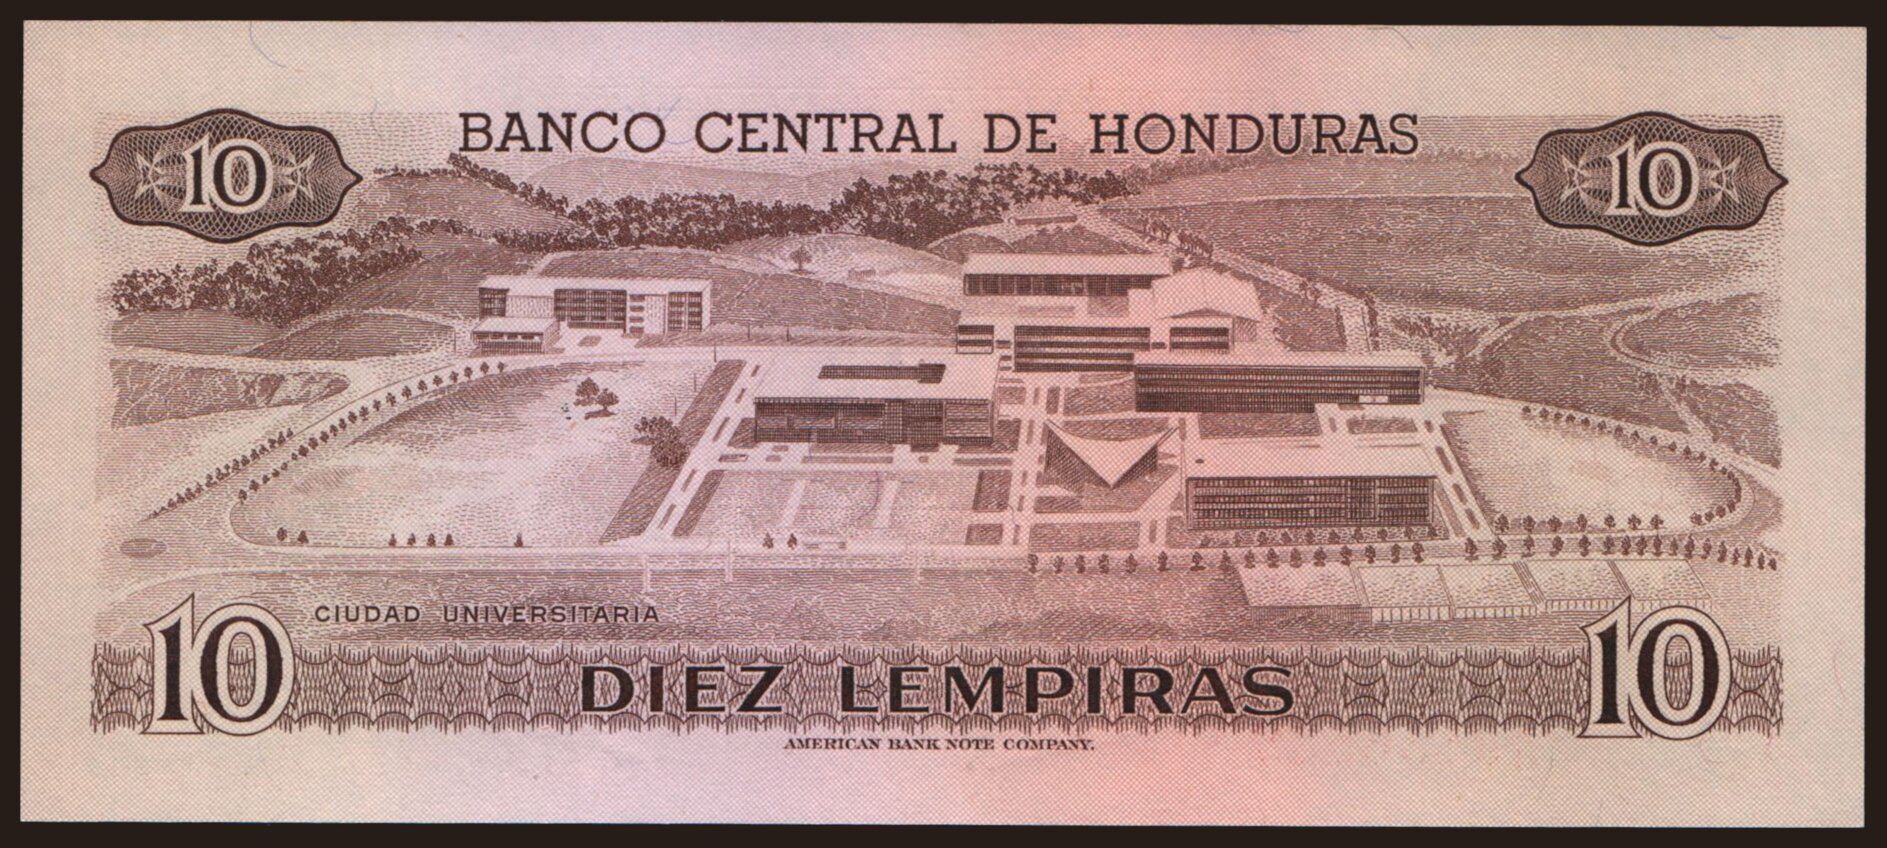 10 BANCO CENTRAL DE HONDURAS 10
CIUDAD UNIVERSITARIA
10 DIEZ LEMPIRAS 10
AMERICAN BANK NOTE COMPANY.